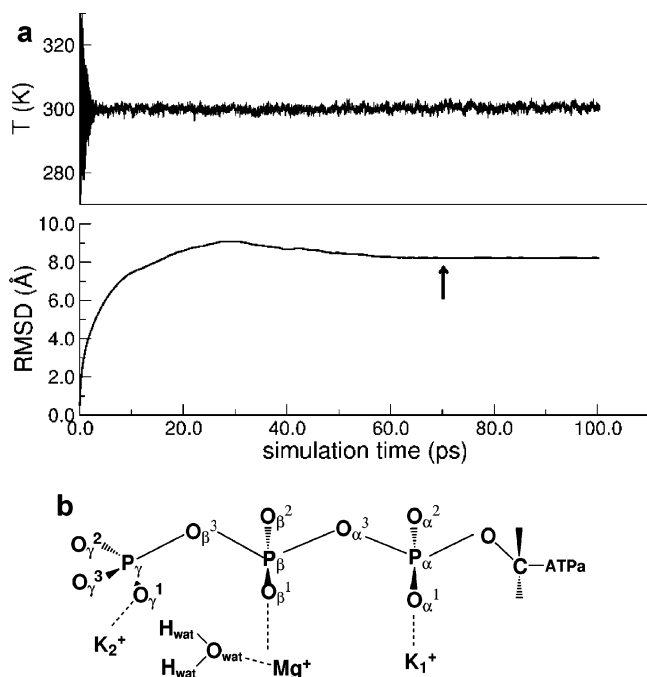 a
T (K)
320
300
280
RMSD (Å)
10.0
8.0
6.0
4.0
2.0
0.0
0.0 20.0 40.0 60.0 80.0 100.0
simulation time (ps)
b
Oγ2 Oβ3 Oβ2 Oα3 Oα2 O
Pγ Pβ Pα C ATPa
Oγ3 Oγ1 Oβ1 Oα1
K2+ Hwat Owat Mg+ K1+
Hwat